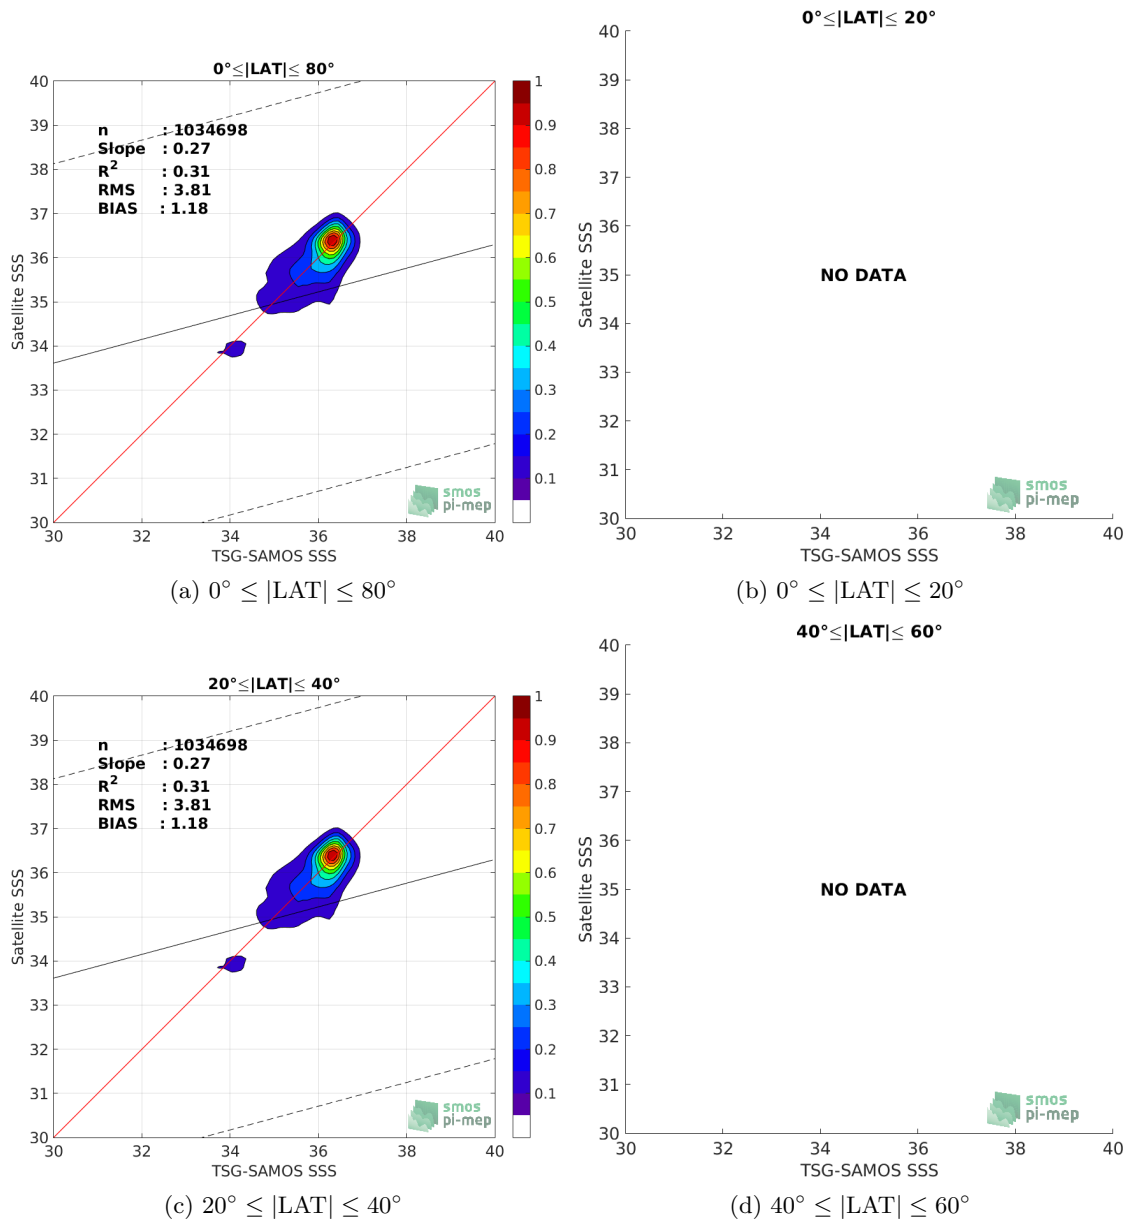 0°≤|LAT|≤ 80°
n : 1034698
Slope : 0.27
R2 : 0.31
RMS : 3.81
BIAS : 1.18
40
39
38
37
36
35
34
33
32
31
30
Satellite SSS
30 32 34 36 38 40
TSG-SAMOS SSS
1
0.9
0.8
0.7
0.6
0.5
0.4
0.3
0.2
0.1
smos
pi-mep
(a) 0° ≤ |LAT| ≤ 80°
0°≤|LAT|≤ 20°
40
39
38
37
36
35
34
33
32
31
30
Satellite SSS
NO DATA
smos
pi-mep
30 32 34 36 38 40
TSG-SAMOS SSS
(b) 0° ≤ |LAT| ≤ 20°
20°≤|LAT|≤ 40°
n : 1034698
Slope : 0.27
R2 : 0.31
RMS : 3.81
BIAS : 1.18
40
39
38
37
36
35
34
33
32
31
30
Satellite SSS
30 32 34 36 38 40
TSG-SAMOS SSS
1
0.9
0.8
0.7
0.6
0.5
0.4
0.3
0.2
0.1
smos
pi-mep
(c) 20° ≤ |LAT| ≤ 40°
40°≤|LAT|≤ 60°
40
39
38
37
36
35
34
33
32
31
30
Satellite SSS
NO DATA
smos
pi-mep
30 32 34 36 38 40
TSG-SAMOS SSS
(d) 40° ≤ |LAT| ≤ 60°